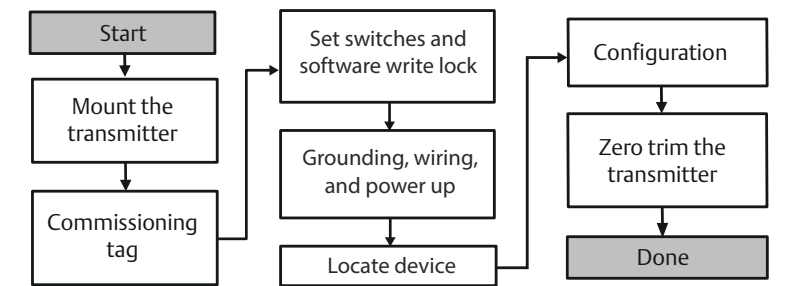 Start
Mount the
transmitter
Commissioning
tag
Set switches and
software write lock
Grounding, wiring,
and power up
Locate device
Configuration
Zero trim the
transmitter
Done